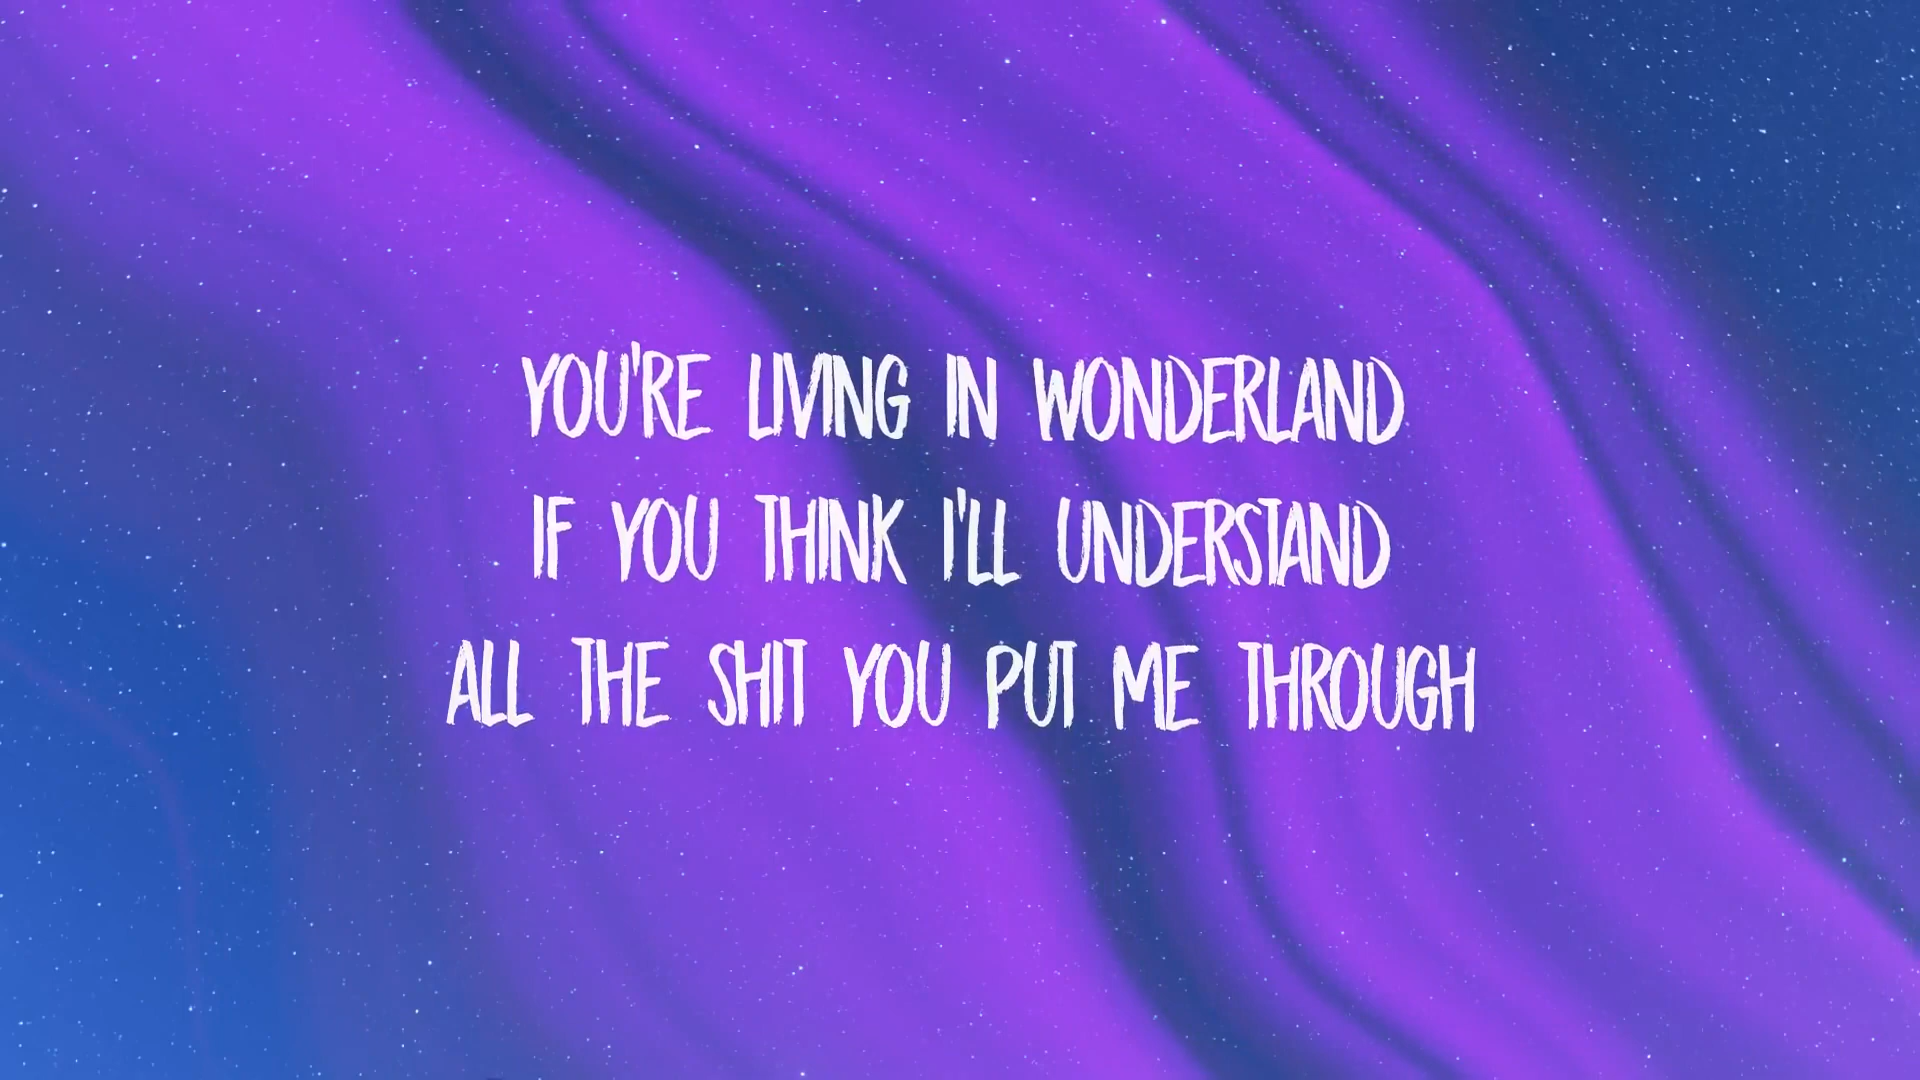 YOU'RE LIVING IN WONDERLAND
IF YOU THINK I'LL UNDERSTAND
ALL THE SHIT YOU PUT ME THROUGH